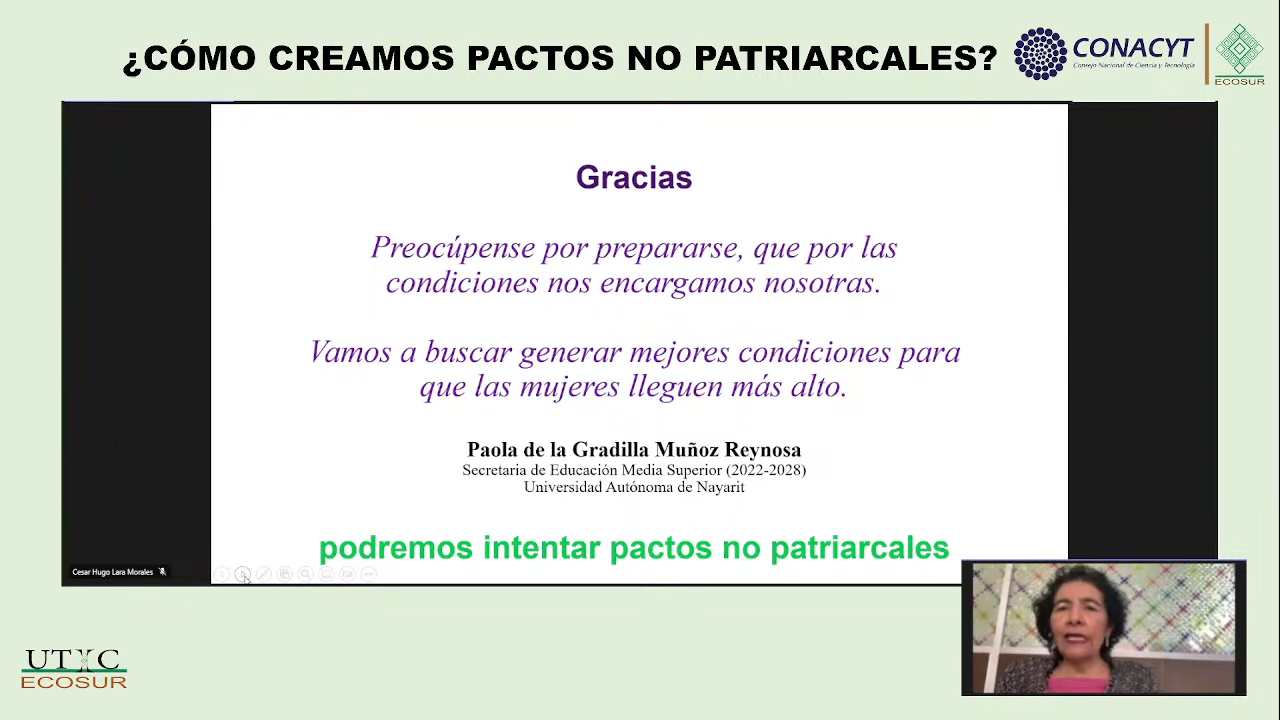 ¿CÓMO CREAMOS PACTOS NO PATRIARCALES?
CONACYT
Consejo Nacional de Ciencia y Tecnología
ECOSUR
Gracias
Preocúpense por prepararse, que por las
condiciones nos encargamos nosotras.
Vamos a buscar generar mejores condiciones para
que las mujeres lleguen más alto.
Paola de la Gradilla Muñoz Reynosa
Secretaria de Educación Media Superior (2022-2028)
Universidad Autónoma de Nayarit
podremos intentar pactos no patriarcales
Cesar Hugo Lara Morales
UTYC
ECOSUR